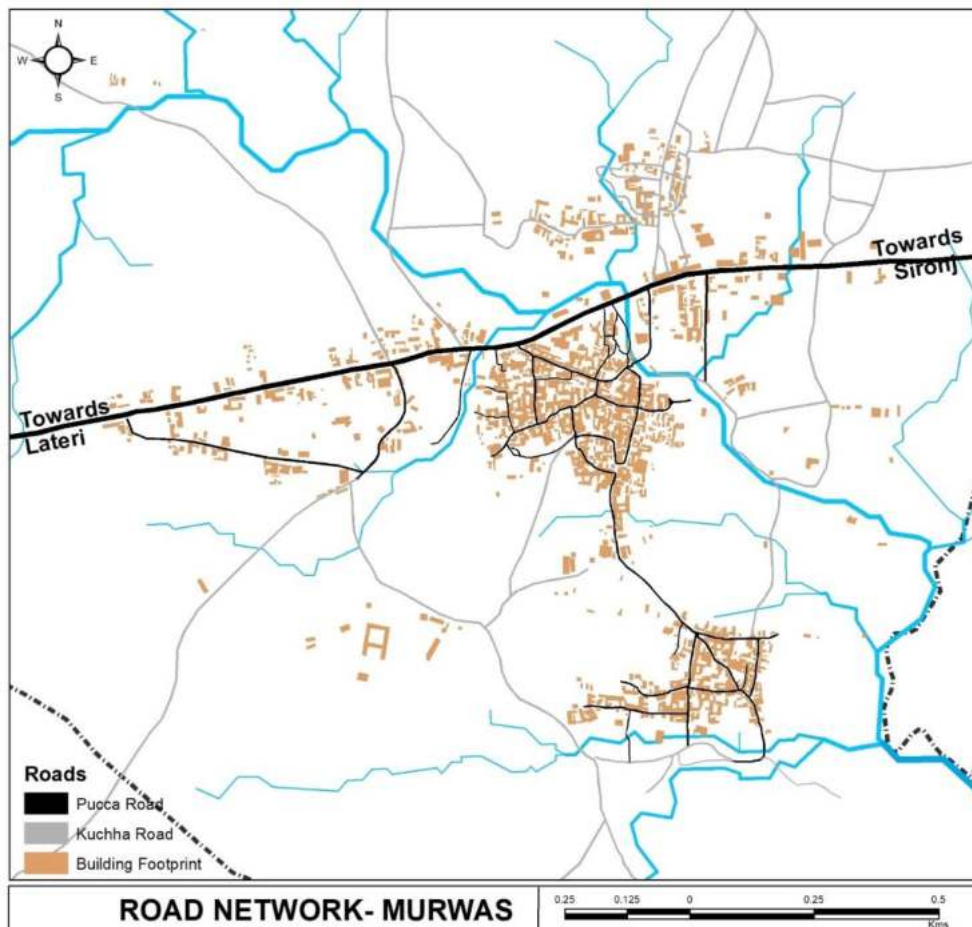 N
W E
S
Towards
Sironj
Towards
Lateri
Roads
Pucca Road
Kuchha Road
Building Footprint
ROAD NETWORK- MURWAS
0.25 0.125 0 0.25 0.5
Kms